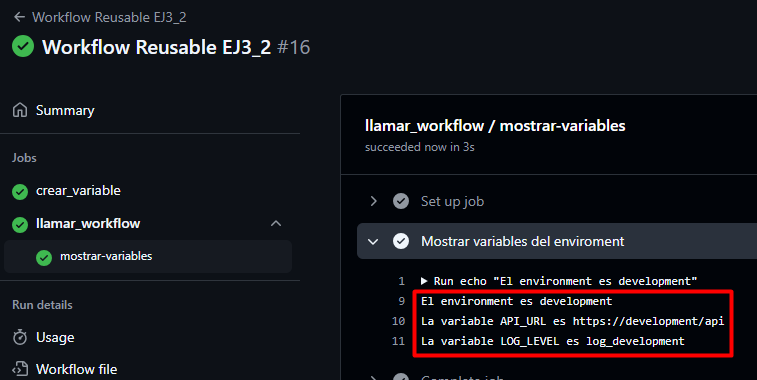 Workflow Reusable EJ3_2
Workflow Reusable EJ3_2 #16
Summary
Jobs
crear_variable
llamar_workflow
mostrar-variables
Run details
Usage
Workflow file
llamar_workflow / mostrar-variables
succeeded now in 3s
Set up job
Mostrar variables del enviroment
1 Run echo "El environment es development"
9 El environment es development
10 La variable API_URL es https://development/api
11 La variable LOG_LEVEL es log_development
Complete job